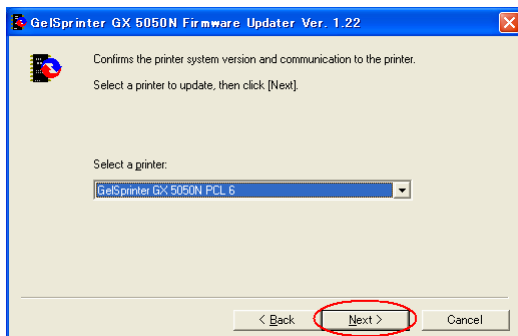 GelSprinter GX 5050N Firmware Updater Ver. 1.22
Confirms the printer system version and communication to the printer.
Select a printer to update, then click [Next].
Select a printer:
GelSprinter GX 5050N PCL 6
< Back Next > Cancel